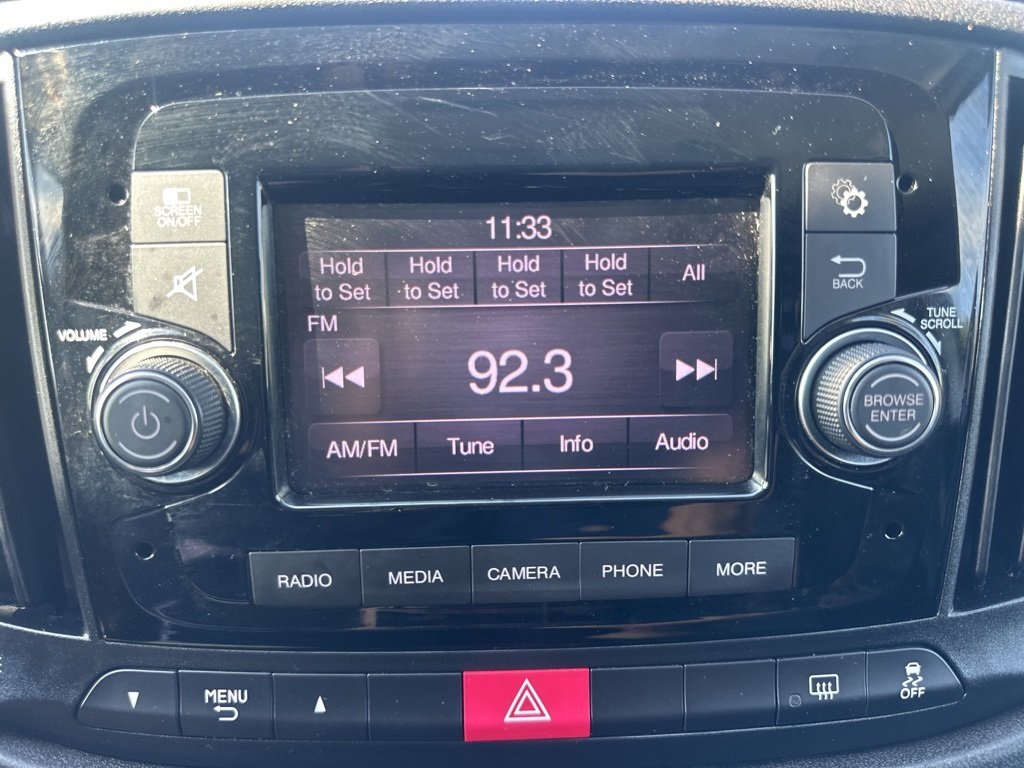 11:33
SCREEN
ON/OFF
Hold Hold Hold Hold All
to Set to Set to Set to Set
BACK
FM
VOLUME
TUNE
SCROLL
92.3
BROWSE
ENTER
AM/FM Tune Info Audio
RADIO MEDIA CAMERA PHONE MORE
MENU
OFF